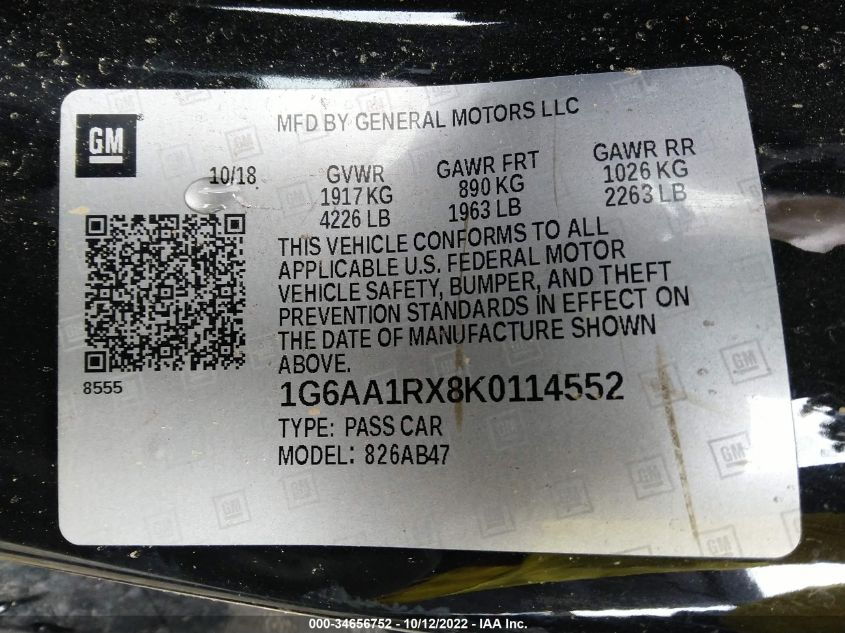 GM
MFD BY GENERAL MOTORS LLC
10/18
GVWR
1917 KG
4226 LB
GAWR FRT
890 KG
1963 LB
GAWR RR
1026 KG
2263 LB
THIS VEHICLE CONFORMS TO ALL
APPLICABLE U.S. FEDERAL MOTOR
VEHICLE SAFETY, BUMPER, AND THEFT
PREVENTION STANDARDS IN EFFECT ON
THE DATE OF MANUFACTURE SHOWN
ABOVE.
8555
1G6AA1RX8K0114552
TYPE: PASS CAR
MODEL: 826AB47
000-34656752 - 10/12/2022 - IAA Inc.